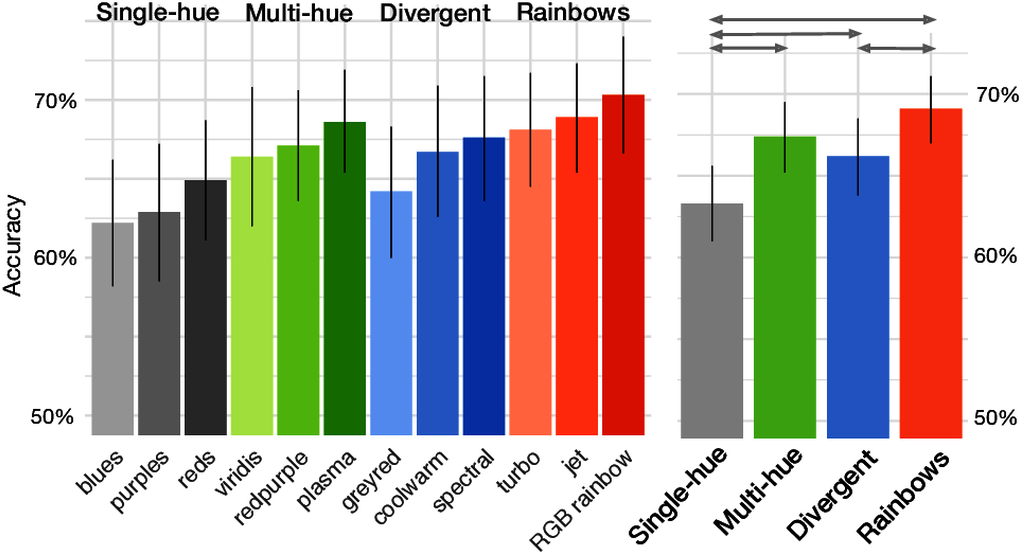 Single-hue Multi-hue Divergent Rainbows
70%
60%
50%
Accuracy
blues
purples
reds
viridis
redpurple
plasma
greyred
coolwarm
spectral
turbo
jet
RGB rainbow
70%
60%
50%
Single-hue
Multi-hue
Divergent
Rainbows